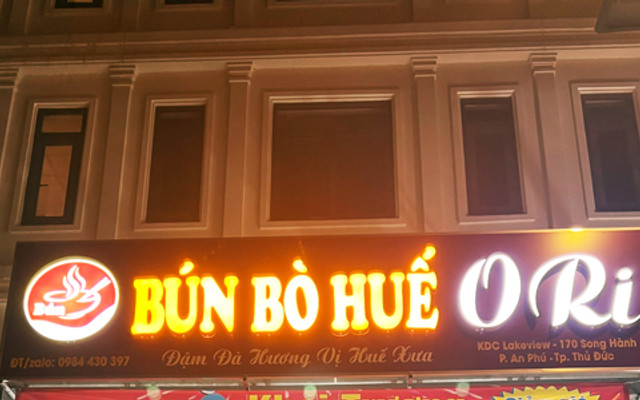 Bún
BÚN BÒ HUẾ O Ri
Đậm Đà Hương Vị Huế Xưa
ĐT/zalo: 0984 430 397
KDC Lakeview - 170 Song Hành
P. An Phú - Tp. Thủ Đức